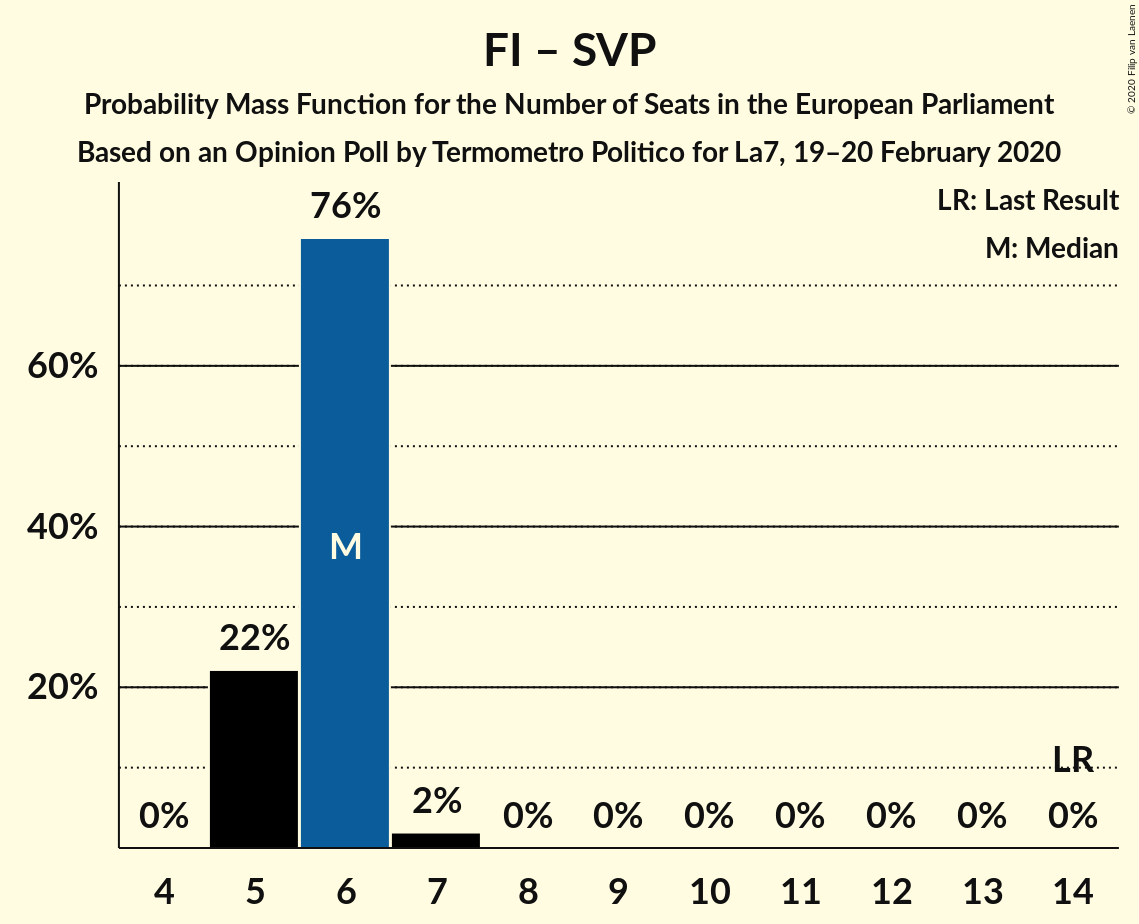 FI – SVP
Probability Mass Function for the Number of Seats in the European Parliament
Based on an Opinion Poll by Termometro Politico for La7, 19–20 February 2020
© 2020 Filip van Laenen
LR: Last Result
M: Median
76%
60%
40%
M
22%
20%
LR
0%
2%
0%
0%
0%
0%
0%
0%
0%
4 5 6 7 8 9 10 11 12 13 14